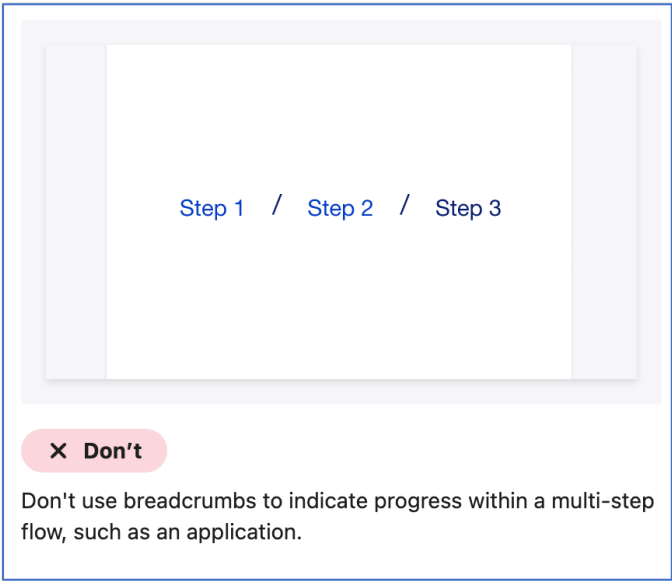 Step 1 / Step 2 / Step 3
✕ Don’t
Don't use breadcrumbs to indicate progress within a multi-step
flow, such as an application.